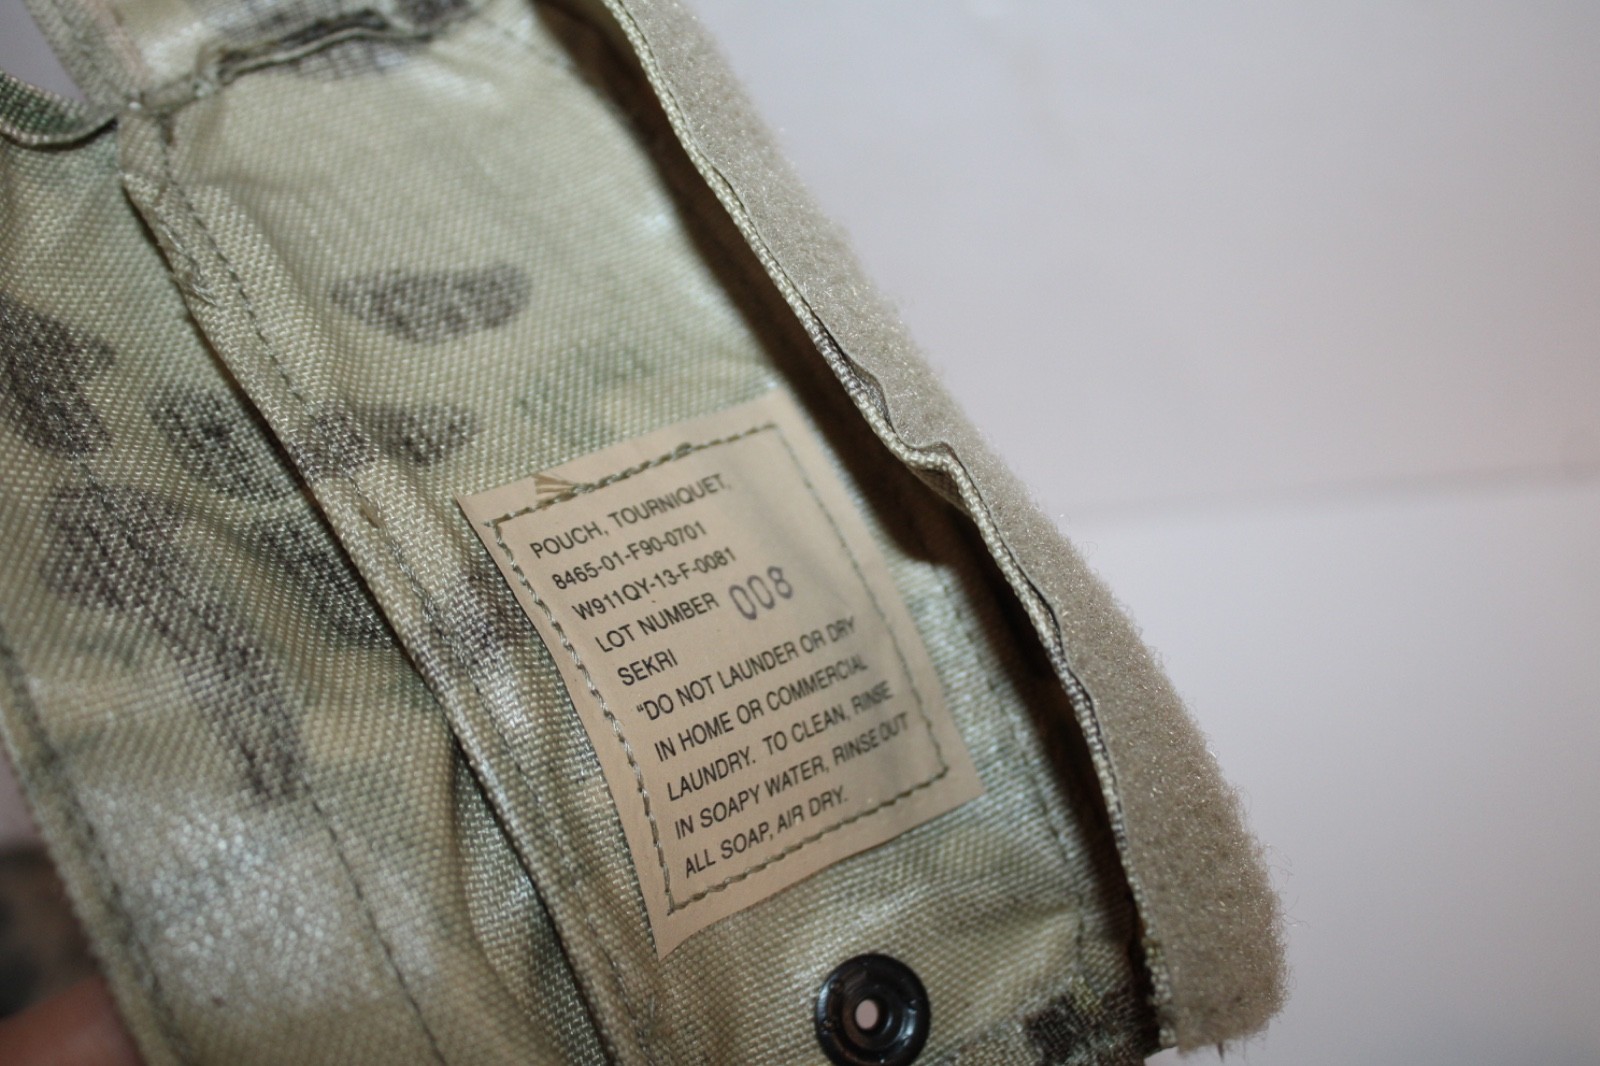 POUCH, TOURNIQUET,
8465-01-F90-0701
W911QY-13-F-0081
LOT NUMBER 008
SEKRI
"DO NOT LAUNDER OR DRY
IN HOME OR COMMERCIAL
LAUNDRY. TO CLEAN, RINSE
IN SOAPY WATER, RINSE OUT
ALL SOAP, AIR DRY.